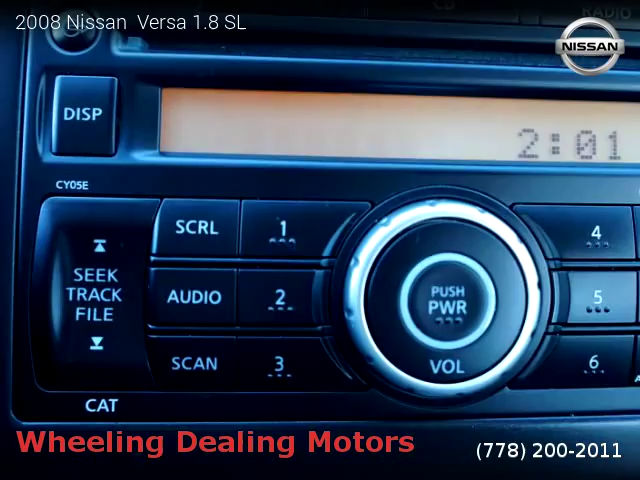 2008 Nissan Versa 1.8 SL
NISSAN
DISP
2:01
CY05E
SCRL
1
4
SEEK
TRACK
FILE
AUDIO
2
PUSH
PWR
5
SCAN
3
VOL
6
CAT
Wheeling Dealing Motors
(778) 200-2011